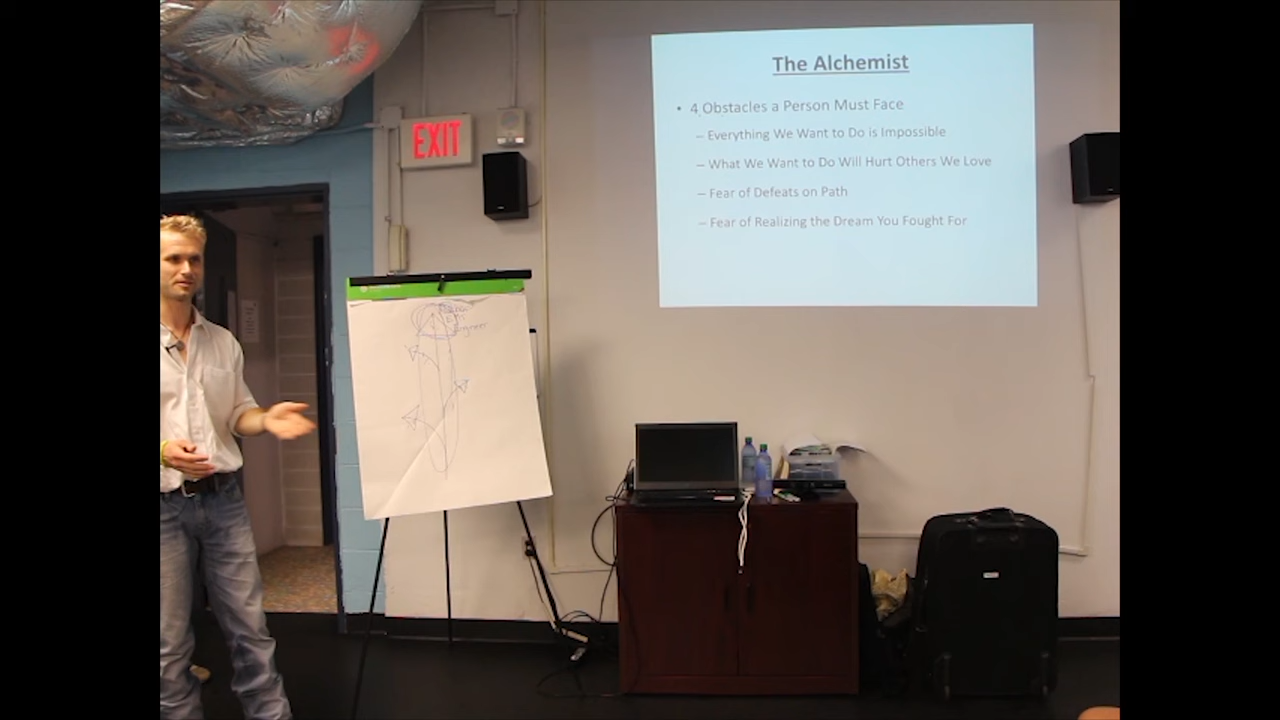 The Alchemist
• 4 Obstacles a Person Must Face
– Everything We Want to Do is Impossible
– What We Want to Do Will Hurt Others We Love
– Fear of Defeats on Path
– Fear of Realizing the Dream You Fought For
EXIT
Engineer